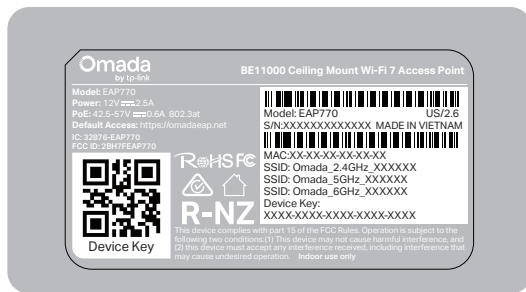 Omada
by tp-link
BE11000 Ceiling Mount Wi-Fi 7 Access Point
Model: EAP770
Power: 12V⎓2.5A
PoE: 42.5-57V⎓0.6A 802.3at
Default Access: https://omadaeap.net
IC: 32876-EAP770
FCC ID: 2BH7FEAP770
Device Key
RoHS FC
R-NZ
Model: EAP770 US/2.6
S/N:XXXXXXXXXXXXX MADE IN VIETNAM
MAC:XX-XX-XX-XX-XX-XX
SSID: Omada_2.4GHz_XXXXXX
SSID: Omada_5GHz_XXXXXX
SSID: Omada_6GHz_XXXXXX
Device Key:
XXXX-XXXX-XXXX-XXXX-XXXX
This device complies with part 15 of the FCC Rules. Operation is subject to the
following two conditions:(1) This device may not cause harmful interference, and
(2) this device must accept any interference received, including interference that
may cause undesired operation. Indoor use only